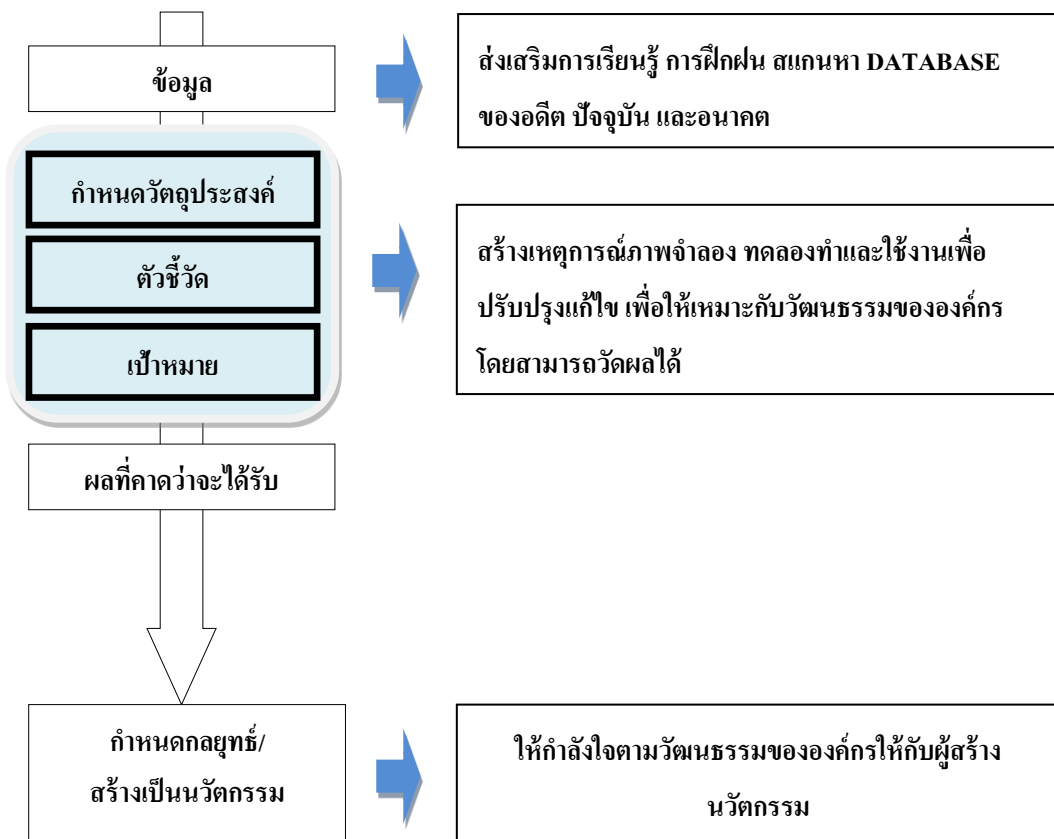 ข้อมูล
ส่งเสริมการเรียนรู้ การฝึกฝน สแกนหา DATABASE
ของอดีต ปัจจุบัน และอนาคต
กำหนดวัตถุประสงค์
ตัวชี้วัด
เป้าหมาย
สร้างเหตุการณ์ภาพจำลอง ทดลองทำและใช้งานเพื่อ
ปรับปรุงแก้ไข เพื่อให้เหมาะกับวัฒนธรรมขององค์กร
โดยสามารถวัดผลได้
ผลที่คาดว่าจะได้รับ
กำหนดกลยุทธ์/
สร้างเป็นนวัตกรรม
ให้กำลังใจตามวัฒนธรรมขององค์กรให้กับผู้สร้าง
นวัตกรรม